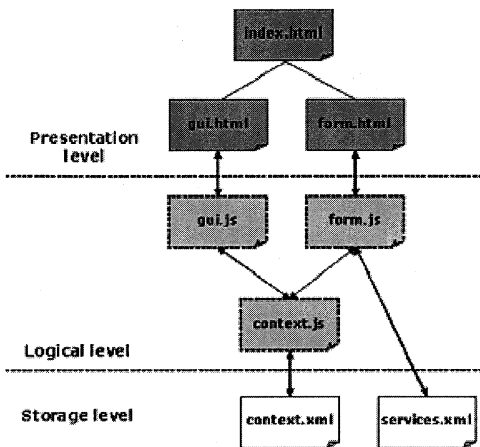 index.html
gui.html
form.html
Presentation
level
gui.js
form.js
context.js
Logical level
Storage level
context.xml
services.xml